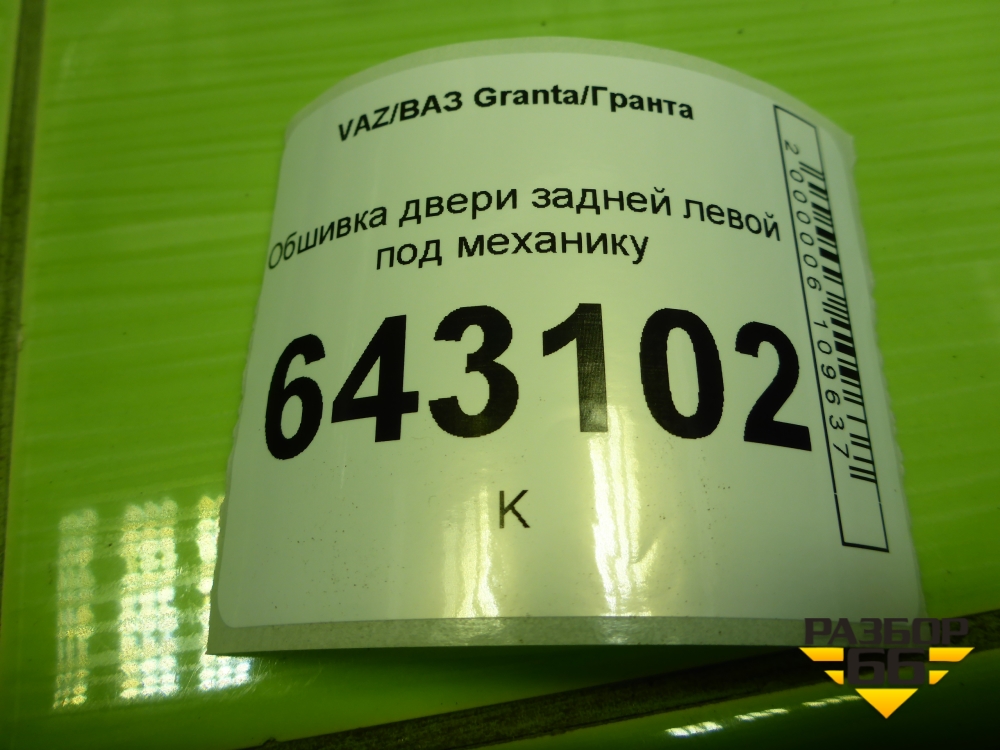 VAZ/ВАЗ Granta/Гранта
Обшивка двери задней левой
под механику
643102
К
2000006109637
РАЗБОР
66